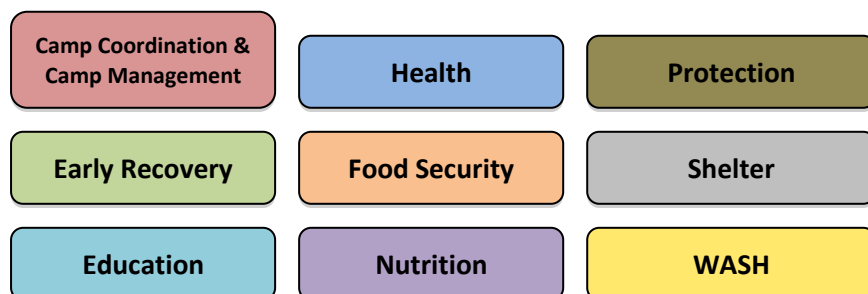 Camp Coordination &
Camp Management
Health
Protection
Early Recovery
Food Security
Shelter
Education
Nutrition
WASH